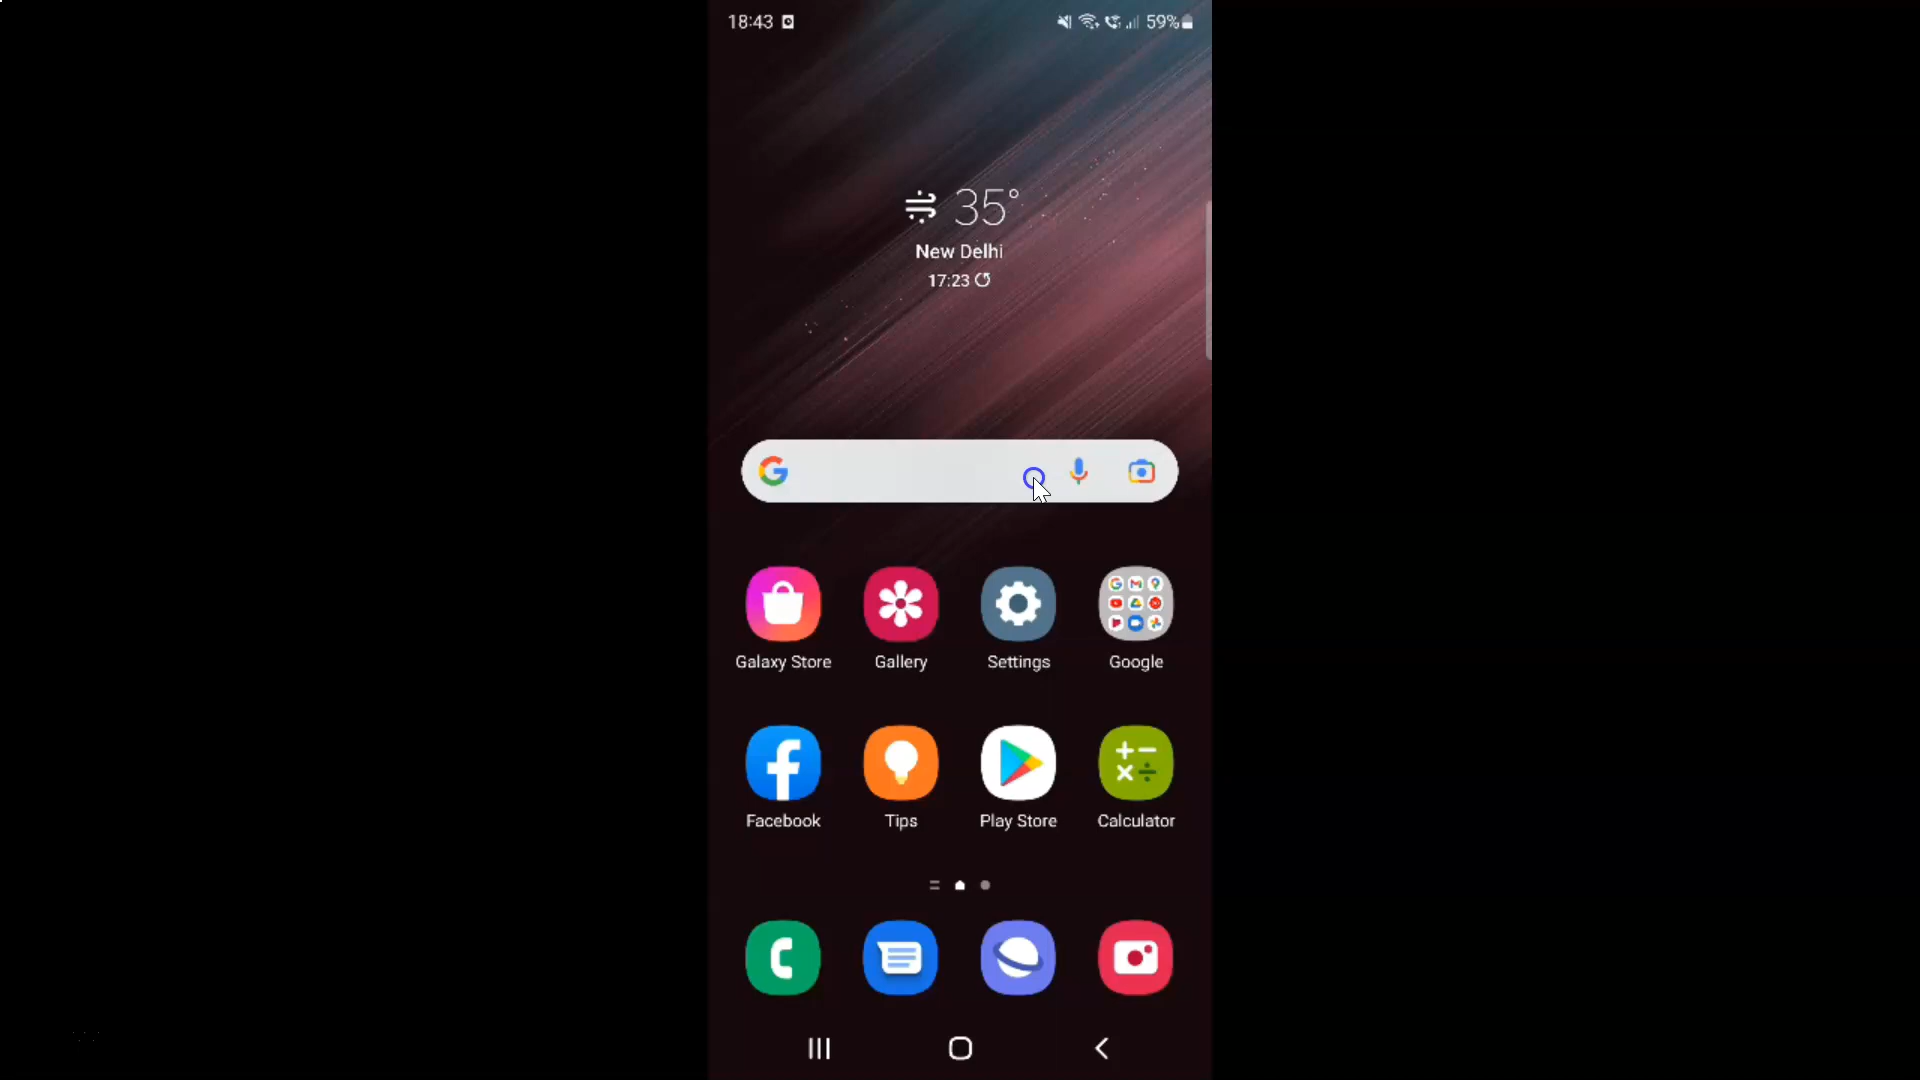 18:43
59%
35°
New Delhi
17:23
Galaxy Store
Gallery
Settings
Google
Facebook
Tips
Play Store
Calculator